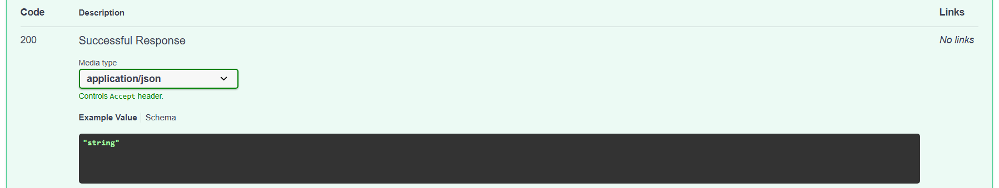 Code Description Links
200 Successful Response No links
Media type
application/json
Controls Accept header.
Example Value Schema
"string"